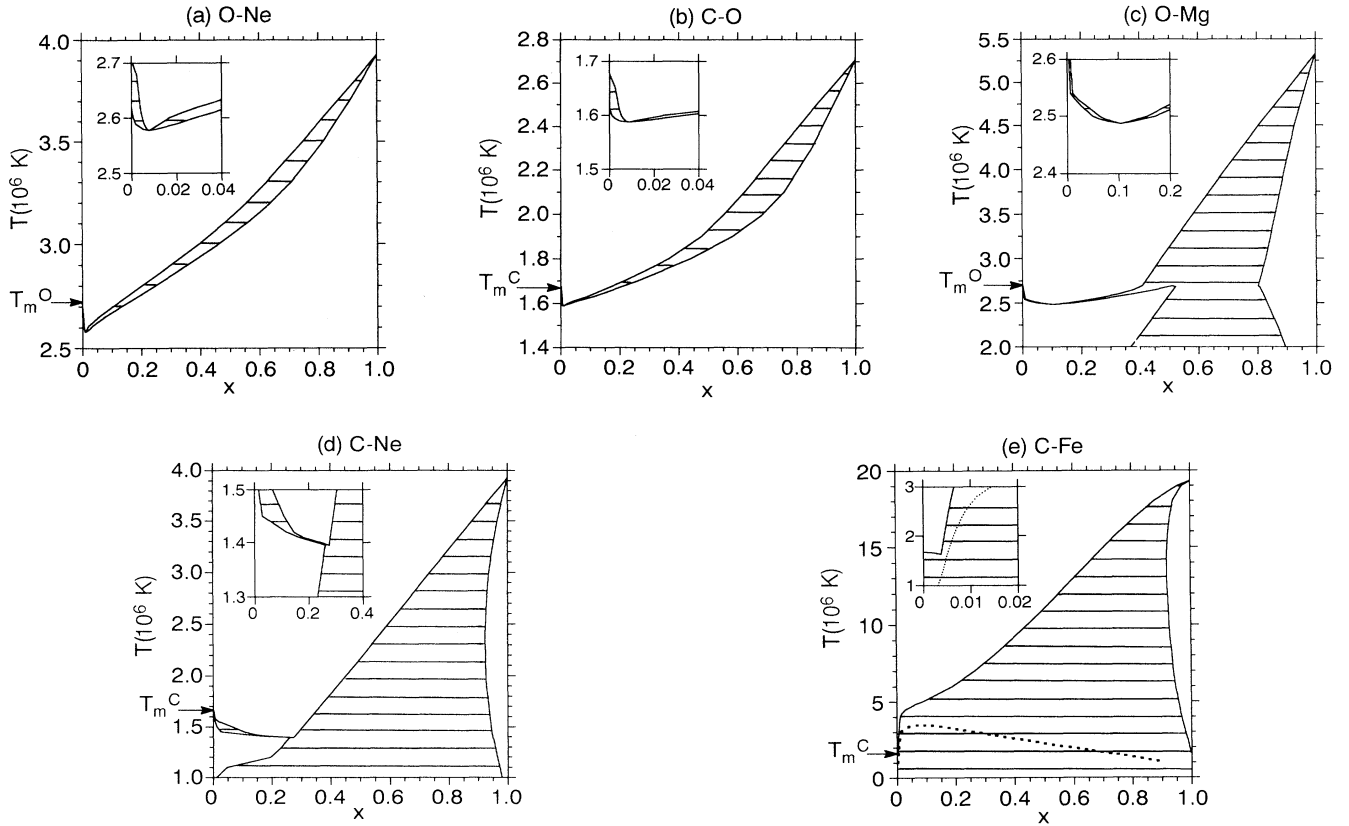 (a) O-Ne
4.0
3.5
3.0
2.5
T(10⁶ K)
TmO
0 0.2 0.4 0.6 0.8 1.0
x
2.7
2.6
2.5
0 0.02 0.04
(b) C-O
2.8
2.6
2.4
2.2
2.0
1.8
1.6
1.4
T(10⁶ K)
TmC
0 0.2 0.4 0.6 0.8 1.0
x
1.7
1.6
1.5
0 0.02 0.04
(c) O-Mg
5.5
5.0
4.5
4.0
3.5
3.0
2.5
2.0
T(10⁶ K)
TmO
0 0.2 0.4 0.6 0.8 1.0
x
2.6
2.5
2.4
0 0.1 0.2
(d) C-Ne
4.0
3.5
3.0
2.5
2.0
1.5
1.0
T(10⁶ K)
TmC
0 0.2 0.4 0.6 0.8 1.0
x
1.5
1.4
1.3
0 0.2 0.4
(e) C-Fe
20
15
10
5
0
T(10⁶ K)
TmC
0 0.2 0.4 0.6 0.8 1.0
x
3
2
1
0 0.01 0.02